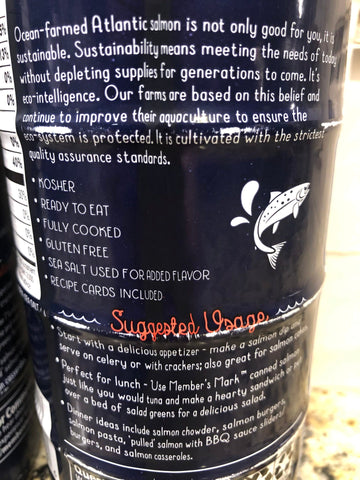 Ocean-farmed Atlantic salmon is not only good for you, it is
sustainable. Sustainability means meeting the needs of today
without depleting supplies for generations to come. It's
eco-intelligence. Our farms are based on this belief and
continue to improve their aquaculture to ensure the
eco-system is protected. It is cultivated with the strictest
quality assurance standards.
• KOSHER
• READY TO EAT
• FULLY COOKED
• GLUTEN FREE
• SEA SALT USED FOR ADDED FLAVOR
• RECIPE CARDS INCLUDED
Suggested Usage
• Start with a delicious appetizer - make a salmon dip and
serve on celery or with crackers; also great for salmon
• Perfect for lunch - Use Member's Mark™ canned salmon
just like you would tuna and make a hearty sandwich or
over a bed of salad greens for a delicious salad.
• Dinner ideas include salmon chowder, salmon burgers,
salmon pasta, 'pulled' salmon with BBQ sauce sliders
burgers, and salmon casseroles.